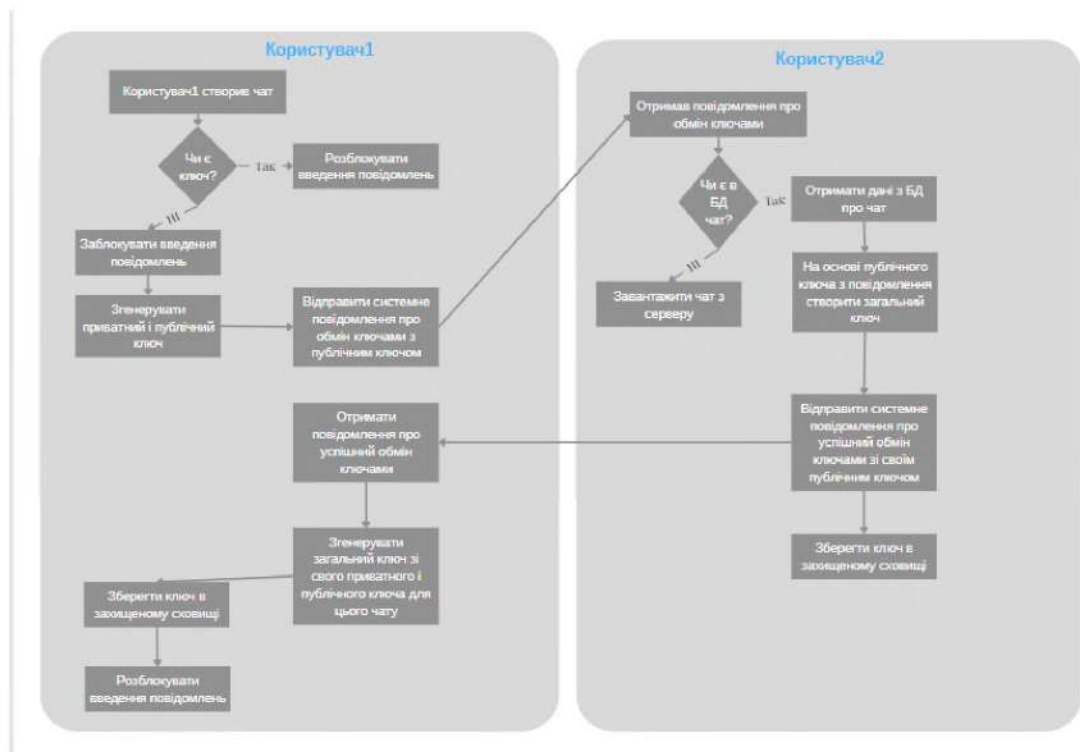 Користувач1
Користувач1 створив чат
Чи є
ключ?
Так
Розблокувати
введення повідомлень
НІ
Заблокувати введення
повідомлень
Згенерувати
приватний і публічний
ключ
Відправити системне
повідомлення про
обмін ключами з
публічним ключом
Отримати
повідомлення про
успішний обмін
ключами
Згенерувати
загальний ключ зі
свого приватного і
публічного ключа для
цього чату
Зберегти ключ в
захищеному сховищі
Розблокувати
введення повідомлень
Користувач2
Отримав повідомлення про
обмін ключами
Чи є в
БД
чат?
Так
Отримати дані з БД
про чат
НІ
Завантажити чат з
серверу
На основі публічного
ключа з повідомлення
створити загальний
ключ
Відправити системне
повідомлення про
успішний обмін
ключами зі своїм
публічним ключом
Зберегти ключ в
захищеному сховищі